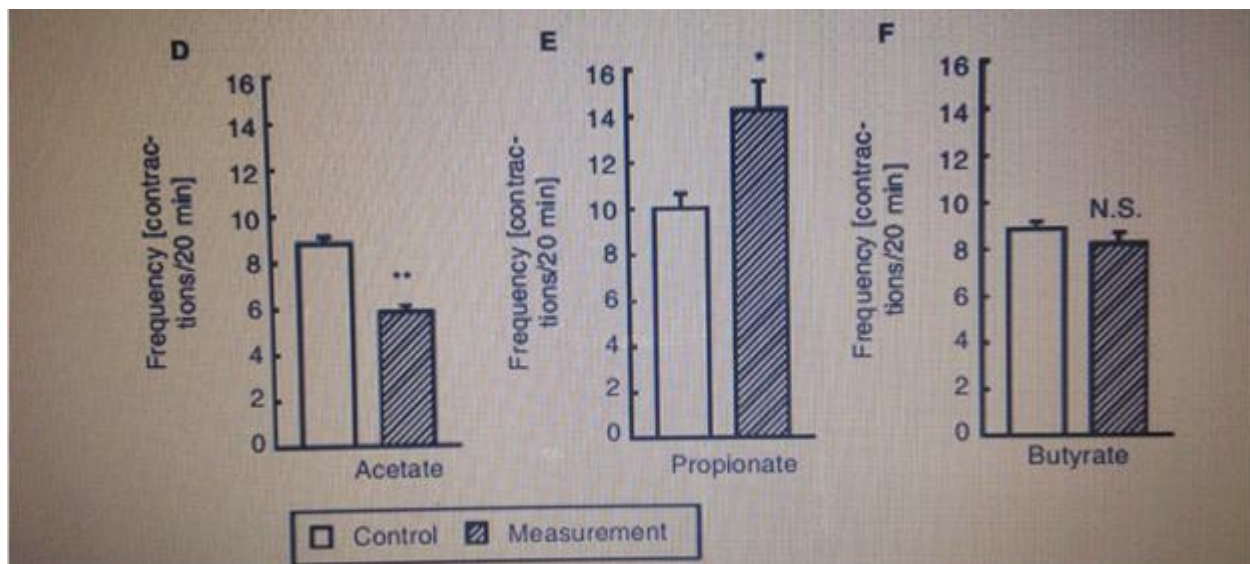 D
16
14
12
10
8
6
4
2
0
Frequency [contrac-
tions/20 min]
**
Acetate
E
16
14
12
10
8
6
4
2
0
Frequency [contrac-
tions/20 min]
*
Propionate
F
16
14
12
10
8
6
4
2
0
Frequency [contrac-
tions/20 min]
N.S.
Butyrate
Control Measurement